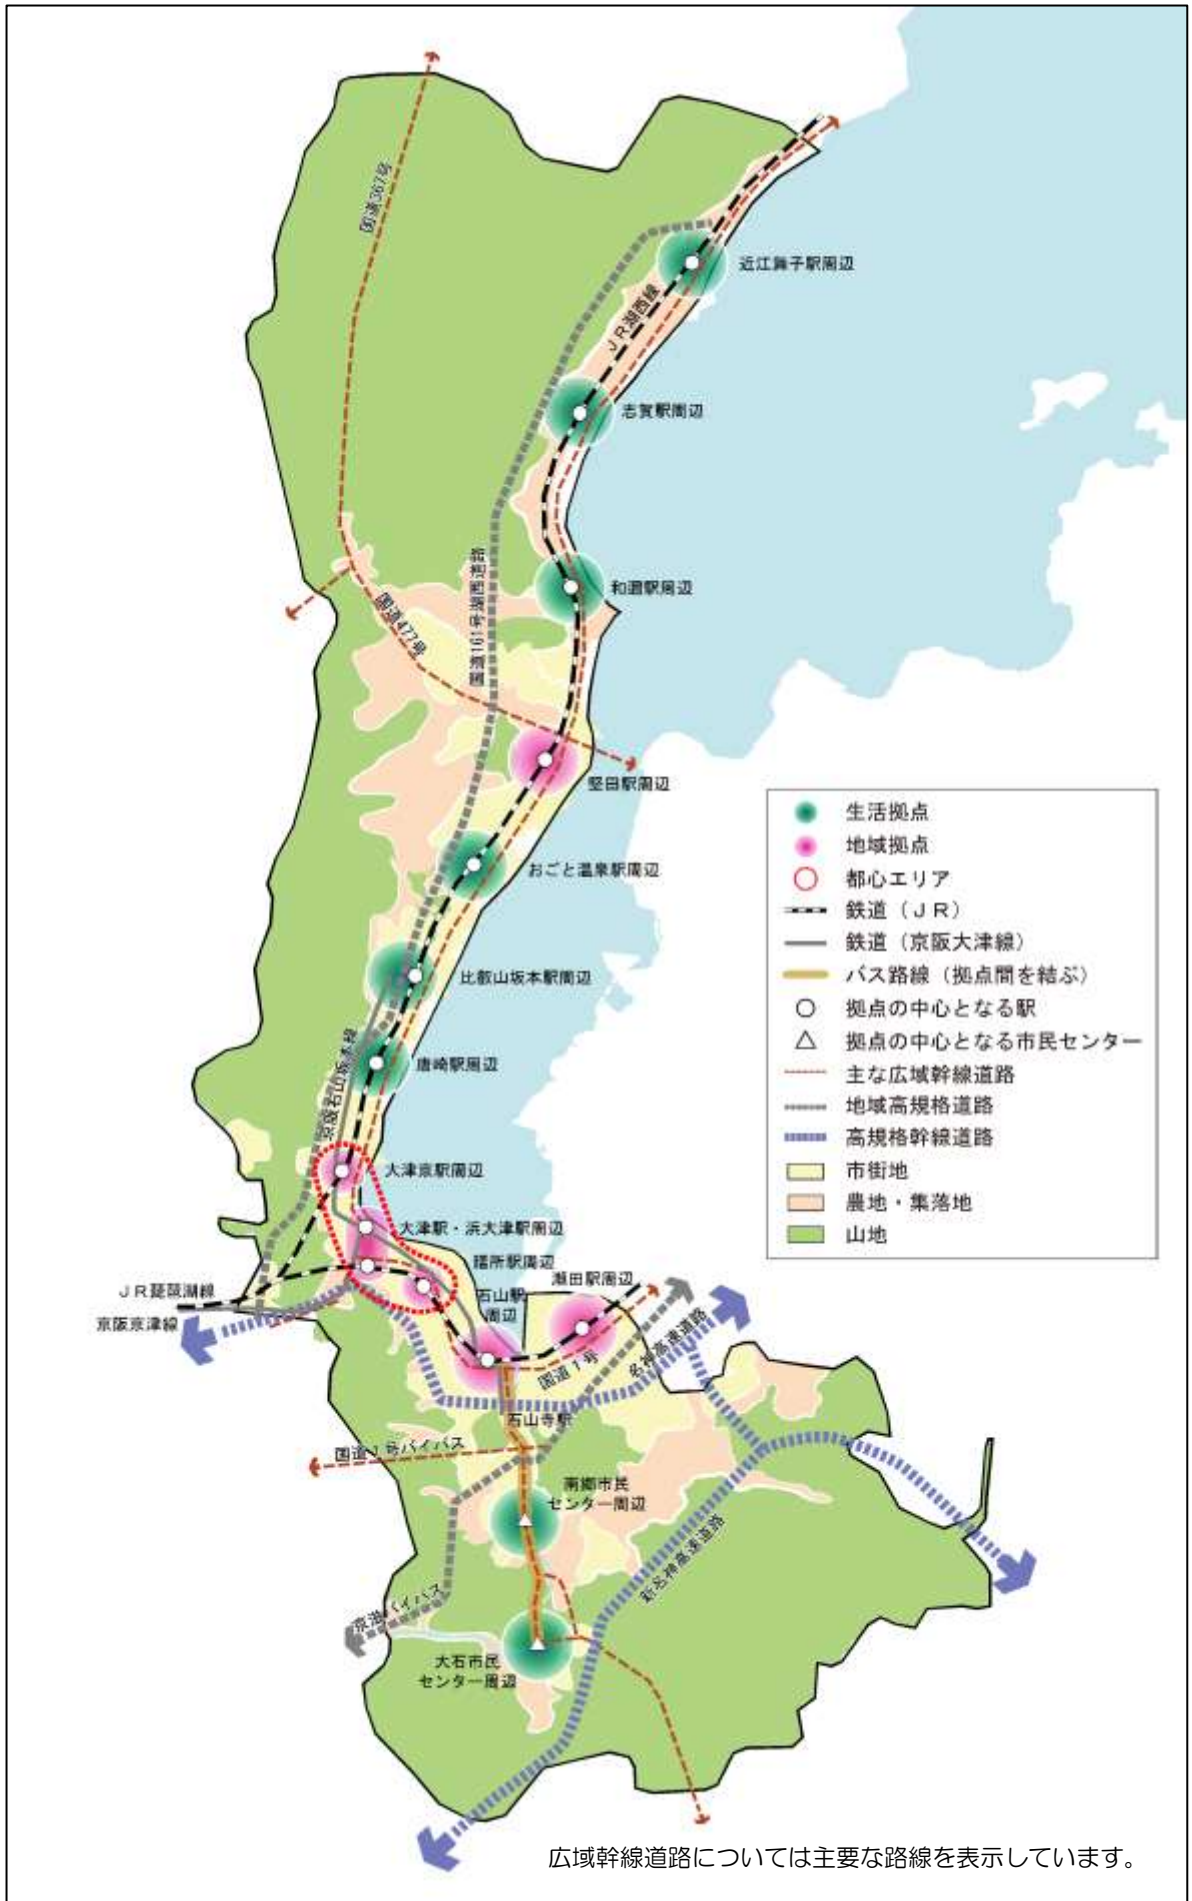 国道367号
近江舞子駅周辺
JR湖西線
志賀駅周辺
国道161号湖西道路
和邇駅周辺
国道477号
堅田駅周辺
おごと温泉駅周辺
比叡山坂本駅周辺
京阪石山坂本線
唐崎駅周辺
大津京駅周辺
大津駅・浜大津駅周辺
膳所駅周辺
石山駅
周辺
瀬田駅周辺
JR琵琶湖線
京阪京津線
国道1号
名神高速道路
石山寺駅
国道1号バイパス
南郷市民
センター周辺
新名神高速道路
京滋バイパス
大石市民
センター周辺
生活拠点
地域拠点
都心エリア
鉄道(JR)
鉄道(京阪大津線)
バス路線(拠点間を結ぶ)
拠点の中心となる駅
拠点の中心となる市民センター
主な広域幹線道路
地域高規格道路
高規格幹線道路
市街地
農地・集落地
山地
広域幹線道路については主要な路線を表示しています。